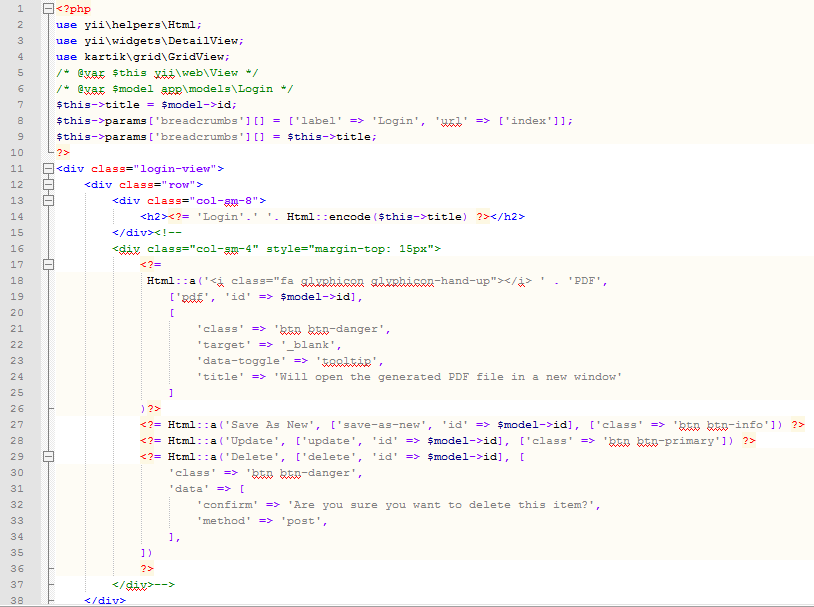 1 <?php
2 use yii\helpers\Html;
3 use yii\widgets\DetailView;
4 use kartik\grid\GridView;
5 /* @var $this yii\web\View */
6 /* @var $model app\models\Login */
7 $this->title = $model->id;
8 $this->params['breadcrumbs'][] = ['label' => 'Login', 'url' => ['index']];
9 $this->params['breadcrumbs'][] = $this->title;
10 ?>
11 <div class="login-view">
12     <div class="row">
13         <div class="col-sm-8">
14             <h2><?= 'Login'.' '. Html::encode($this->title) ?></h2>
15         </div><!--
16         <div class="col-sm-4" style="margin-top: 15px">
17             <?=
18              Html::a('<i class="fa glyphicon glyphicon-hand-up"></i> ' . 'PDF',
19                 ['pdf', 'id' => $model->id],
20                 [
21                     'class' => 'btn btn-danger',
22                     'target' => '_blank',
23                     'data-toggle' => 'tooltip',
24                     'title' => 'Will open the generated PDF file in a new window'
25                 ]
26             )?>
27             <?= Html::a('Save As New', ['save-as-new', 'id' => $model->id], ['class' => 'btn btn-info']) ?>
28             <?= Html::a('Update', ['update', 'id' => $model->id], ['class' => 'btn btn-primary']) ?>
29             <?= Html::a('Delete', ['delete', 'id' => $model->id], [
30                 'class' => 'btn btn-danger',
31                 'data' => [
32                     'confirm' => 'Are you sure you want to delete this item?',
33                     'method' => 'post',
34                 ],
35             ])
36             ?>
37         </div>-->
38     </div>